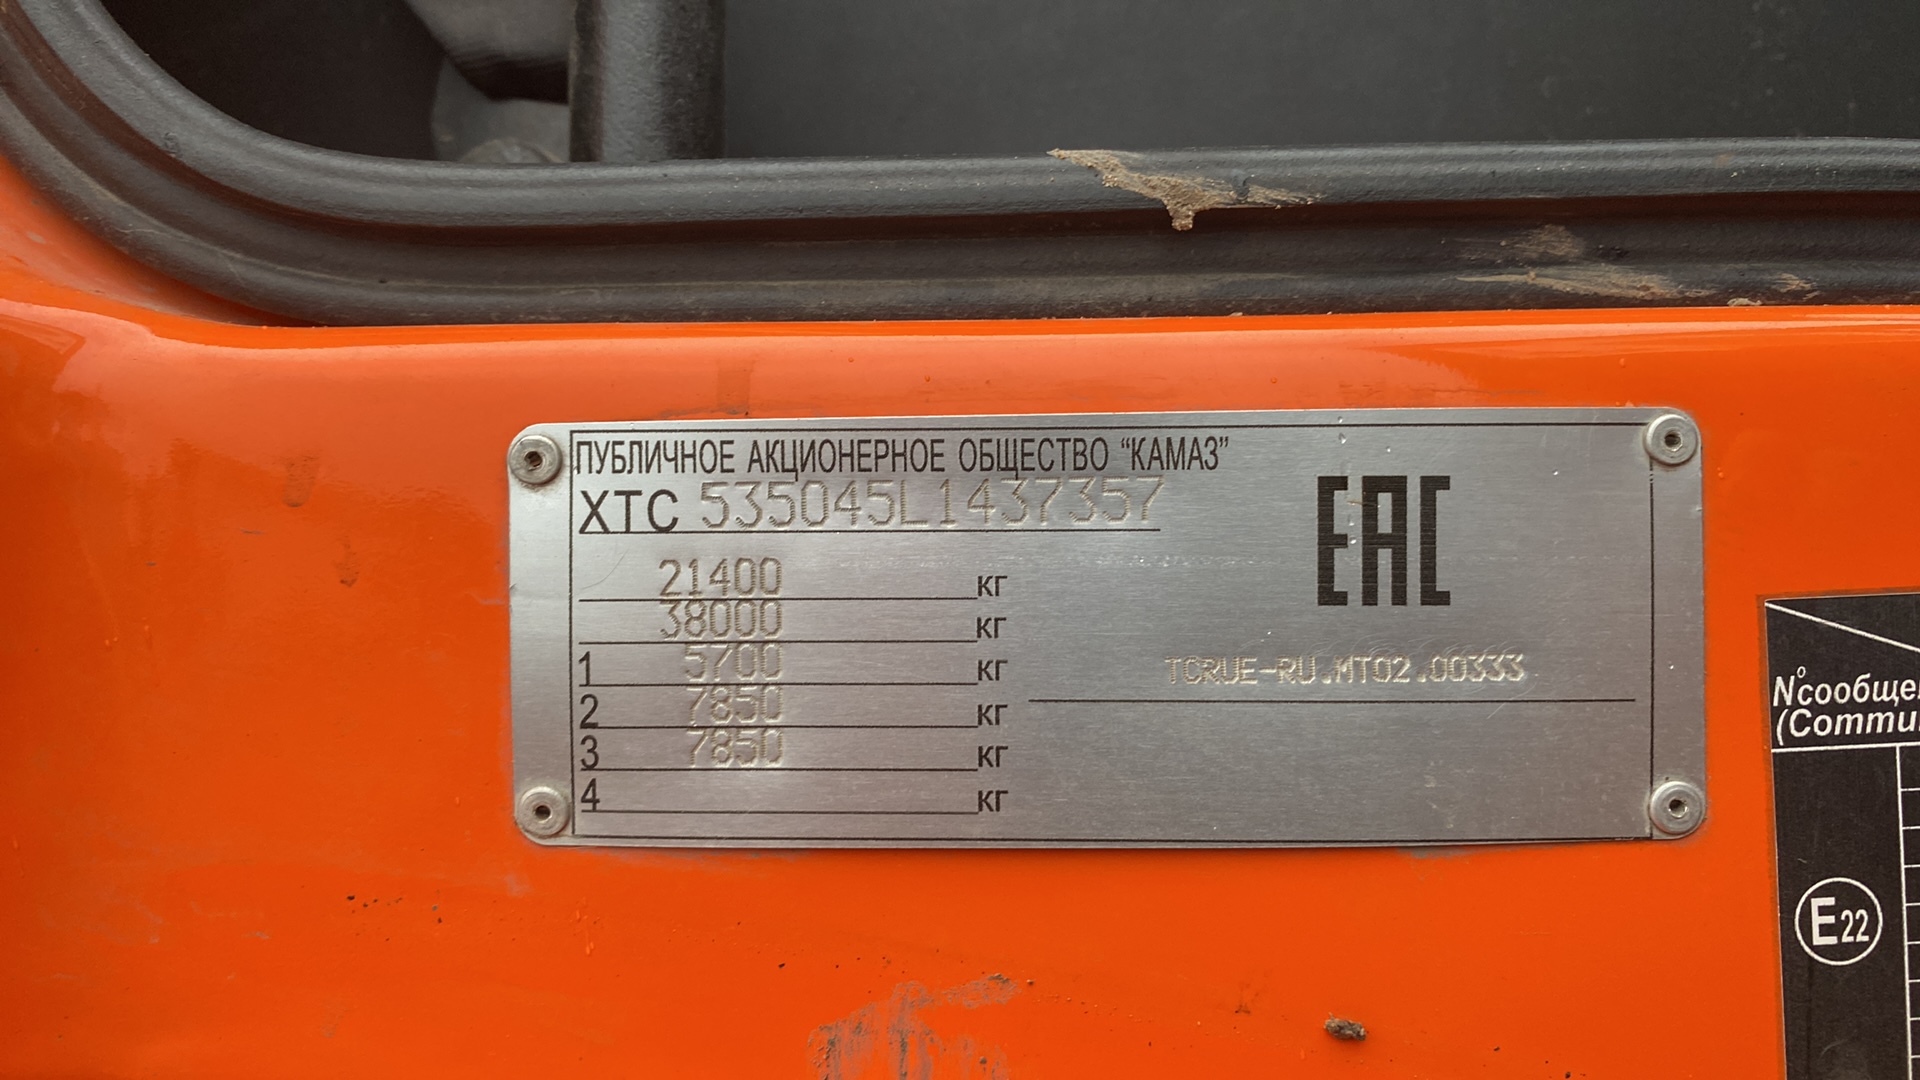 ПУБЛИЧНОЕ АКЦИОНЕРНОЕ ОБЩЕСТВО “КАМАЗ”
XTC 535045L1437357
21400 кг
38000 кг
1 5700 кг
2 7850 кг
3 7850 кг
4 кг
EAC
TCRUE-RU.MT02.00333
N°сообще
(Commu
E22